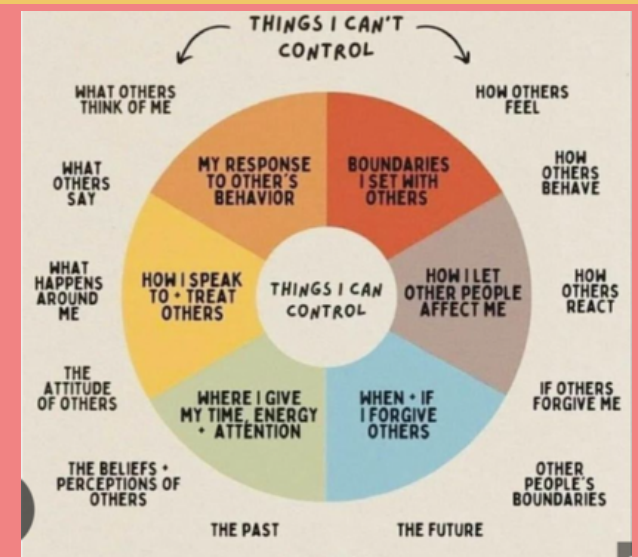 THINGS I CAN'T
CONTROL
WHAT OTHERS
THINK OF ME
HOW OTHERS
FEEL
WHAT
OTHERS
SAY
HOW
OTHERS
BEHAVE
WHAT
HAPPENS
AROUND
ME
HOW
OTHERS
REACT
THE
ATTITUDE
OF OTHERS
IF OTHERS
FORGIVE ME
THE BELIEFS +
PERCEPTIONS OF
OTHERS
OTHER
PEOPLE'S
BOUNDARIES
THE PAST
THE FUTURE
MY RESPONSE
TO OTHER'S
BEHAVIOR
BOUNDARIES
I SET WITH
OTHERS
HOW I SPEAK
TO + TREAT
OTHERS
THINGS I CAN
CONTROL
HOW I LET
OTHER PEOPLE
AFFECT ME
WHERE I GIVE
MY TIME, ENERGY
+ ATTENTION
WHEN + IF
I FORGIVE
OTHERS